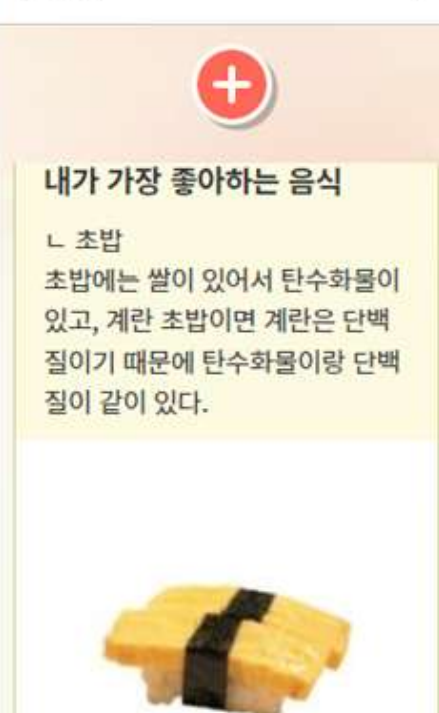 내가 가장 좋아하는 음식
ㄴ 초밥
초밥에는 쌀이 있어서 탄수화물이
있고, 계란 초밥이면 계란은 단백
질이기 때문에 탄수화물이랑 단백
질이 같이 있다.